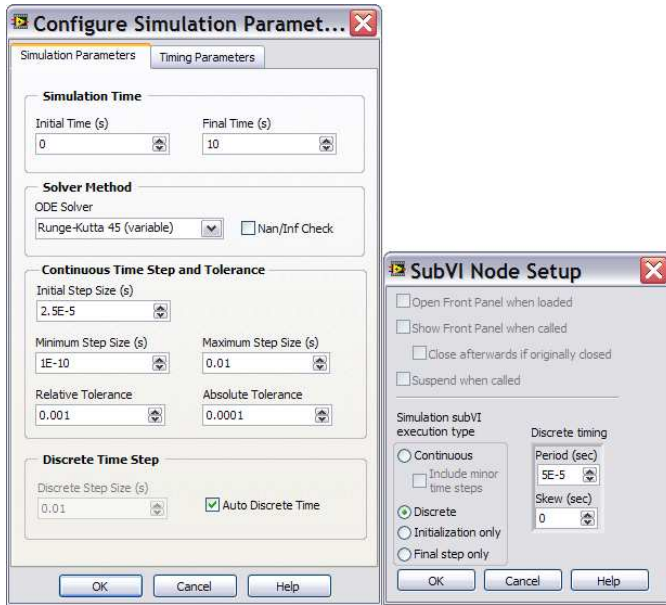 Configure Simulation Paramet...
Simulation Parameters Timing Parameters
Simulation Time
Initial Time (s) Final Time (s)
0 10
Solver Method
ODE Solver
Runge-Kutta 45 (variable) Nan/Inf Check
Continuous Time Step and Tolerance
Initial Step Size (s)
2.5E-5
Minimum Step Size (s) Maximum Step Size (s)
1E-10 0.01
Relative Tolerance Absolute Tolerance
0.001 0.0001
Discrete Time Step
Discrete Step Size (s)
0.01 Auto Discrete Time
OK Cancel Help
SubVI Node Setup
Open Front Panel when loaded
Show Front Panel when called
Close afterwards if originally closed
Suspend when called
Simulation subVI
execution type
Continuous
Include minor
time steps
Discrete
Initialization only
Final step only
Discrete timing
Period (sec)
5E-5
Skew (sec)
0
OK Cancel Help